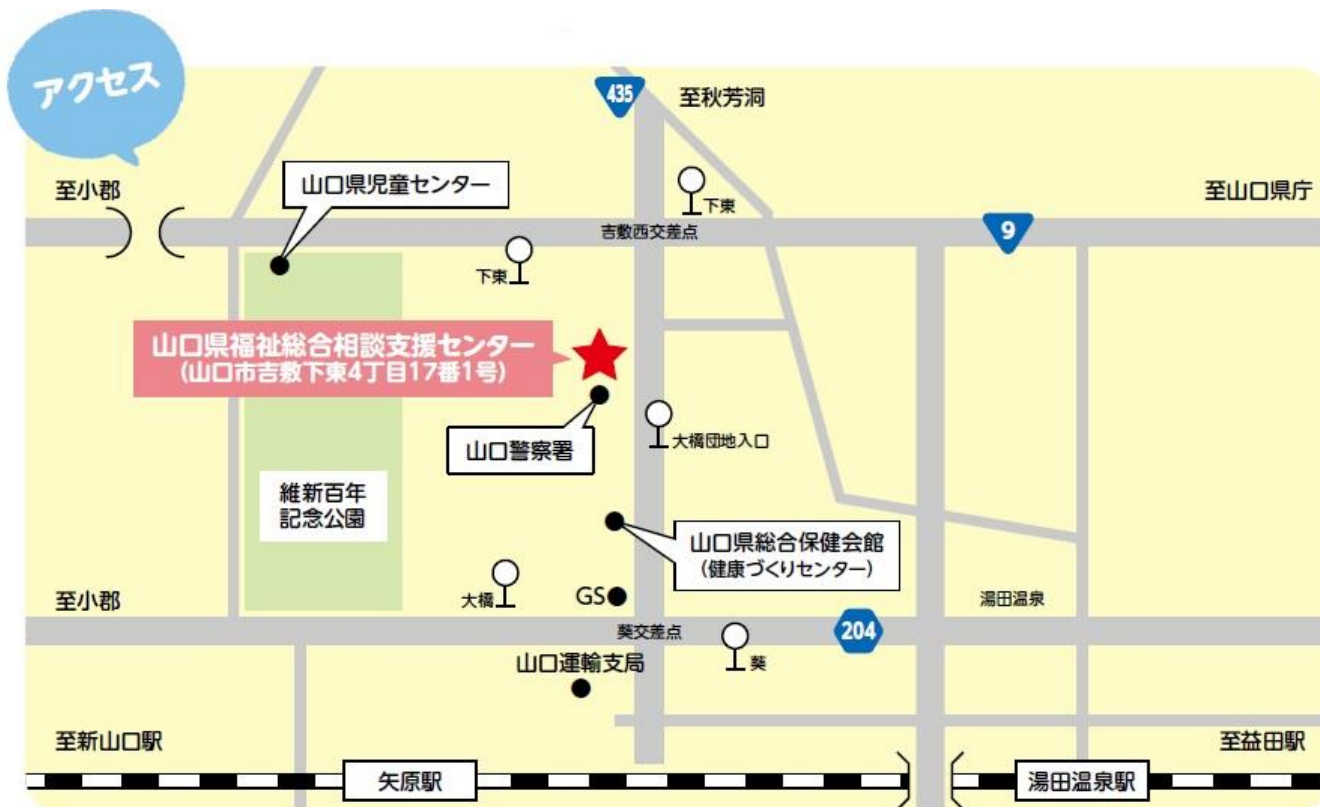 アクセス
435
至秋芳洞
至小郡
山口県児童センター
下東
至山口県庁
吉敷西交差点
9
下東
山口県福祉総合相談支援センター
(山口市吉敷下東4丁目17番1号)
山口警察署
大橋団地入口
維新百年
記念公園
山口県総合保健会館
(健康づくりセンター)
大橋
GS
至小郡
湯田温泉
葵交差点
204
山口運輸支局
葵
至新山口駅
至益田駅
矢原駅
湯田温泉駅